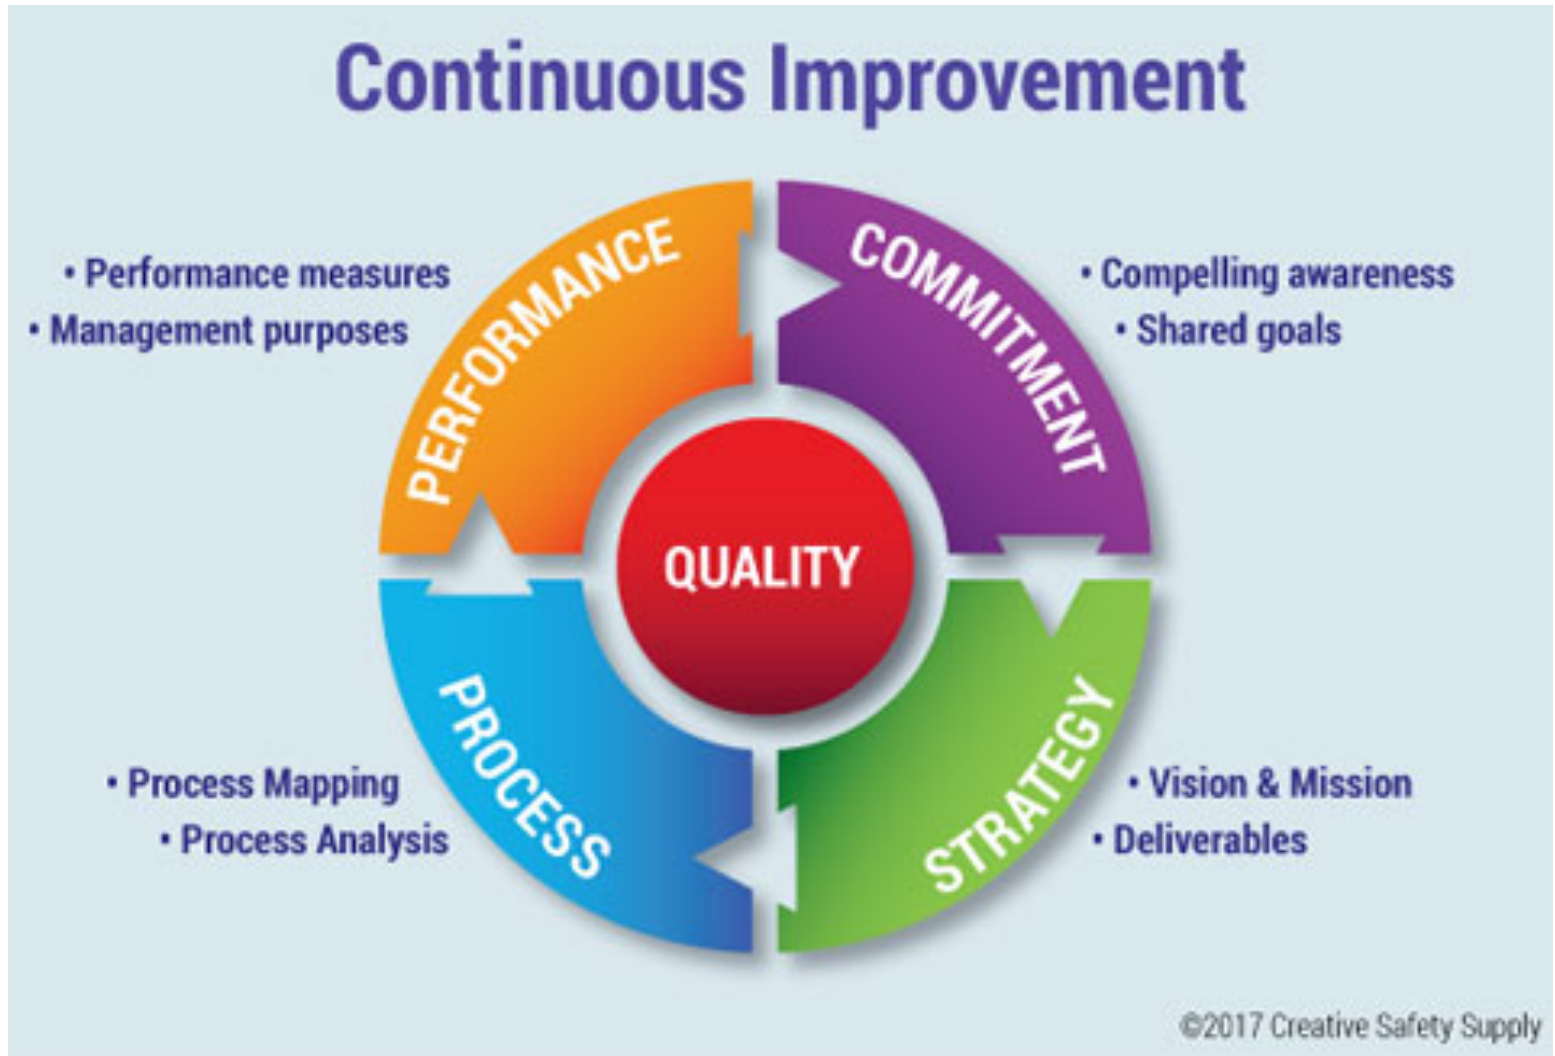 Continuous Improvement
PERFORMANCE
COMMITMENT
• Performance measures
• Management purposes
• Compelling awareness
• Shared goals
QUALITY
PROCESS
STRATEGY
• Process Mapping
• Process Analysis
• Vision & Mission
• Deliverables
©2017 Creative Safety Supply